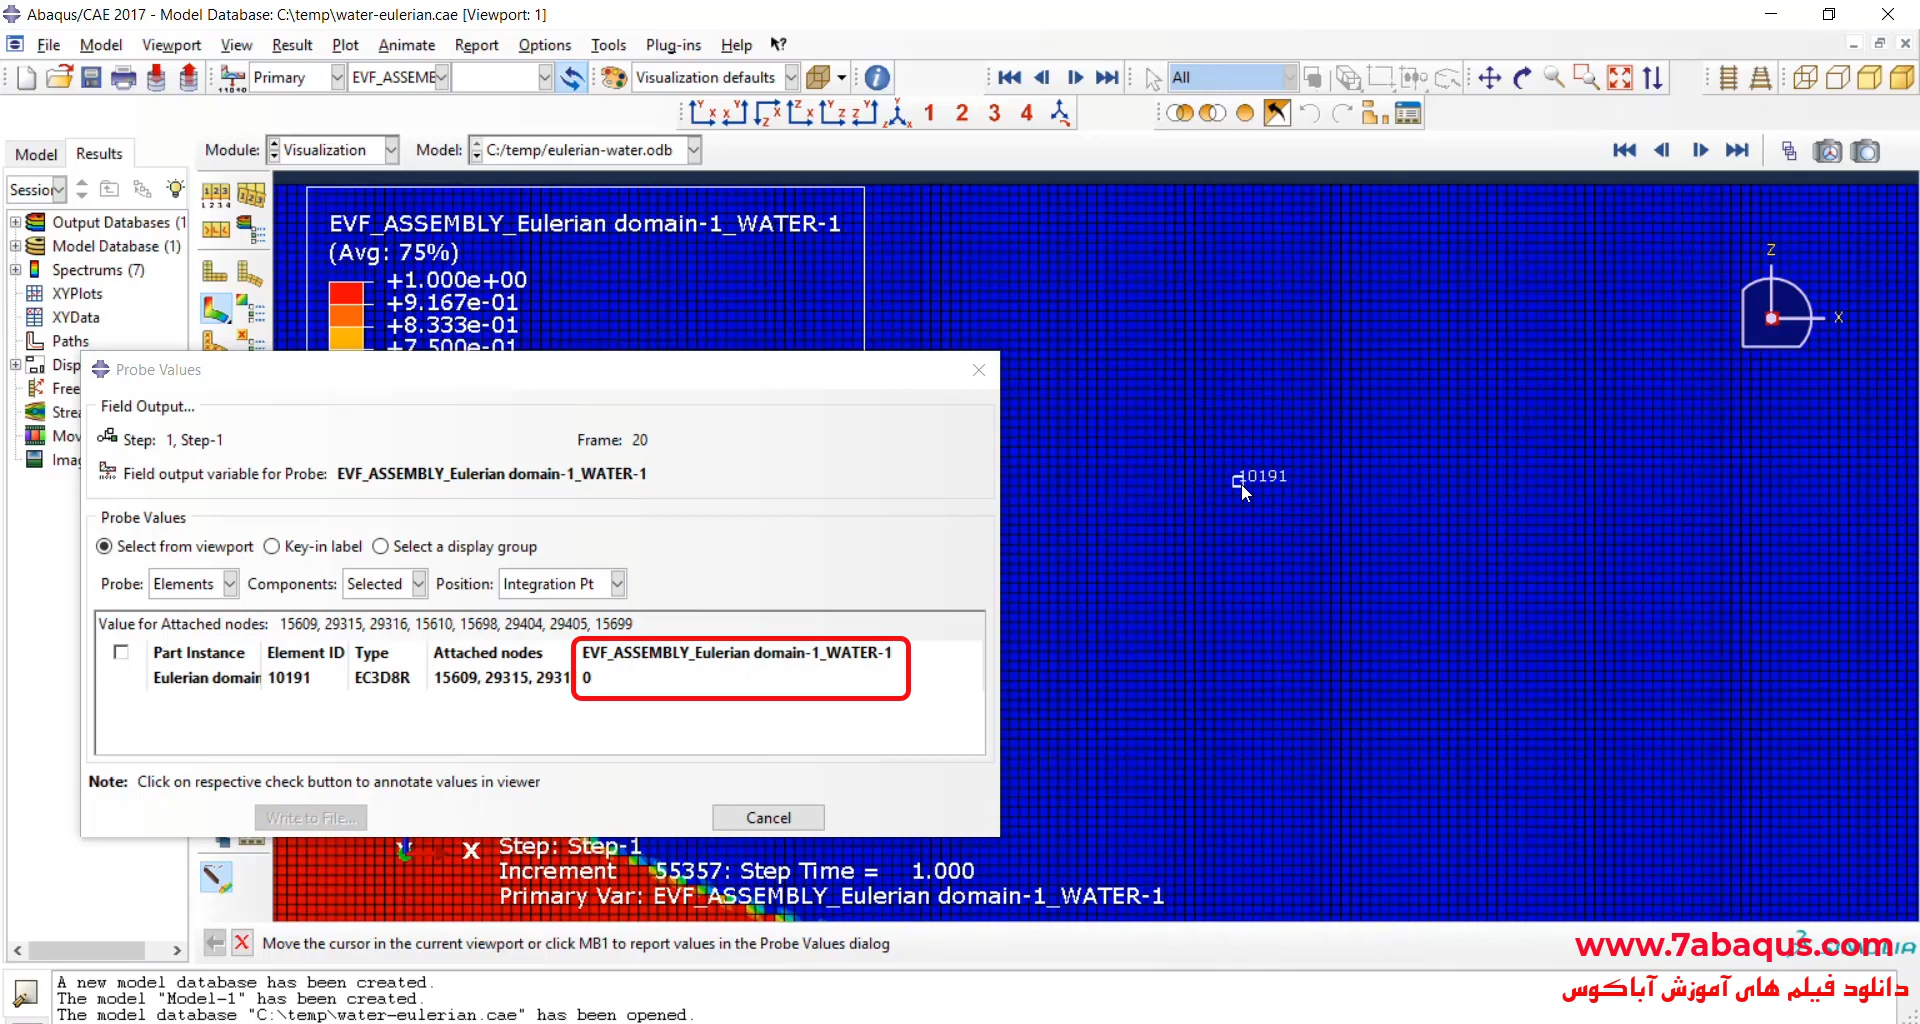 Abaqus/CAE 2017 - Model Database: C:\temp\water-eulerian.cae [Viewport: 1]
File Model Viewport View Result Plot Animate Report Options Tools Plug-ins Help
Primary EVF_ASSEME Visualization defaults All
1 2 3 4
Model Results Module: Visualization Model: C:/temp/eulerian-water.odb
Session
Output Databases (1
Model Database (1)
Spectrums (7)
XYPlots
XYData
Paths
Disp
Free
Strea
Mov
Imag
EVF_ASSEMBLY_Eulerian domain-1_WATER-1
(Avg: 75%)
+1.000e+00
+9.167e-01
+8.333e-01
+7.500e-01
Z
X
10191
Probe Values
Field Output...
Step: 1, Step-1 Frame: 20
Field output variable for Probe: EVF_ASSEMBLY_Eulerian domain-1_WATER-1
Probe Values
Select from viewport Key-in label Select a display group
Probe: Elements Components: Selected Position: Integration Pt
Value for Attached nodes: 15609, 29315, 29316, 15610, 15698, 29404, 29405, 15699
Part Instance Element ID Type Attached nodes EVF_ASSEMBLY_Eulerian domain-1_WATER-1
Eulerian domain 10191 EC3D8R 15609, 29315, 2931 0
Note: Click on respective check button to annotate values in viewer
Write to File... Cancel
Y X Step: Step-1
Increment 55357: Step Time = 1.000
Primary Var: EVF_ASSEMBLY_Eulerian domain-1_WATER-1
Move the cursor in the current viewport or click MB1 to report values in the Probe Values dialog
www.7abaqus.com
دانلود فیلم های آموزش آباکوس
A new model database has been created.
The model "Model-1" has been created.
The model database "C:\temp\water-eulerian.cae" has been opened.